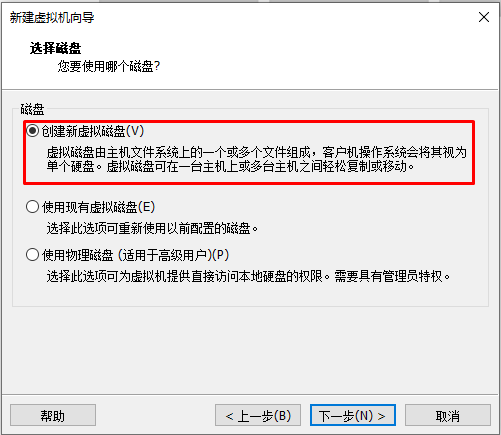 新建虚拟机向导
选择磁盘
您要使用哪个磁盘?
磁盘
创建新虚拟磁盘(V)
虚拟磁盘由主机文件系统上的一个或多个文件组成，客户机操作系统会将其视为
单个硬盘。虚拟磁盘可在一台主机上或多台主机之间轻松复制或移动。
使用现有虚拟磁盘(E)
选择此选项可重新使用以前配置的磁盘。
使用物理磁盘 (适用于高级用户)(P)
选择此选项可为虚拟机提供直接访问本地硬盘的权限。需要具有管理员特权。
帮助
< 上一步(B)
下一步(N) >
取消